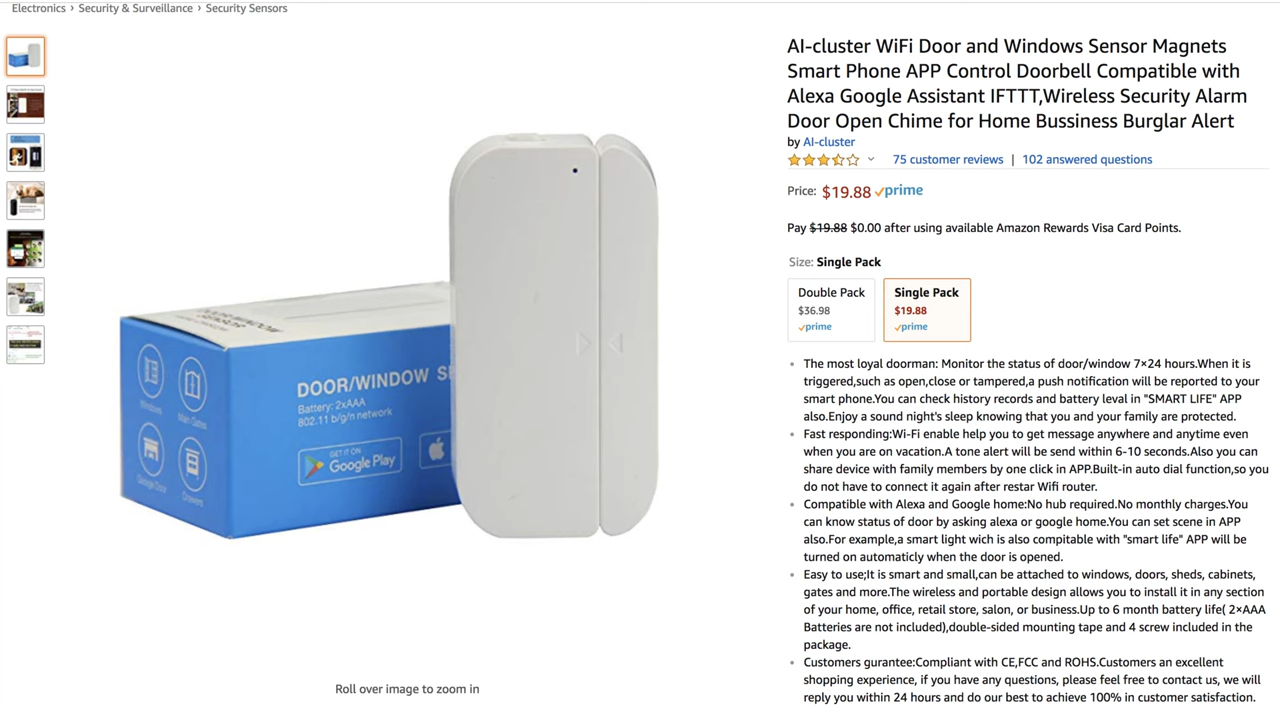 Electronics › Security & Surveillance › Security Sensors
AI-cluster WiFi Door and Windows Sensor Magnets
Smart Phone APP Control Doorbell Compatible with
Alexa Google Assistant IFTTT,Wireless Security Alarm
Door Open Chime for Home Bussiness Burglar Alert
by AI-cluster
75 customer reviews | 102 answered questions
Price: $19.88 prime
Pay $19.88 $0.00 after using available Amazon Rewards Visa Card Points.
Size: Single Pack
Double Pack
$36.98
prime
Single Pack
$19.88
prime
• The most loyal doorman: Monitor the status of door/window 7×24 hours.When it is
triggered,such as open,close or tampered,a push notification will be reported to your
smart phone.You can check history records and battery leval in "SMART LIFE" APP
also.Enjoy a sound night's sleep knowing that you and your family are protected.
• Fast responding:Wi-Fi enable help you to get message anywhere and anytime even
when you are on vacation.A tone alert will be send within 6-10 seconds.Also you can
share device with family members by one click in APP.Built-in auto dial function,so you
do not have to connect it again after restar Wifi router.
• Compatible with Alexa and Google home:No hub required.No monthly charges.You
can know status of door by asking alexa or google home.You can set scene in APP
also.For example,a smart light wich is also compitable with "smart life" APP will be
turned on automaticly when the door is opened.
• Easy to use;It is smart and small,can be attached to windows, doors, sheds, cabinets,
gates and more.The wireless and portable design allows you to install it in any section
of your home, office, retail store, salon, or business.Up to 6 month battery life( 2×AAA
Batteries are not included),double-sided mounting tape and 4 screw included in the
package.
• Customers gurantee:Compliant with CE,FCC and ROHS.Customers an excellent
shopping experience, if you have any questions, please feel free to contact us, we will
reply you within 24 hours and do our best to achieve 100% in customer satisfaction.
DOOR/WINDOW
SENSOR
DOOR/WINDOW SE
Battery: 2xAAA
802.11 b/g/n network
GET IT ON
Google Play
Windows
Main Gates
Drawers
Roll over image to zoom in